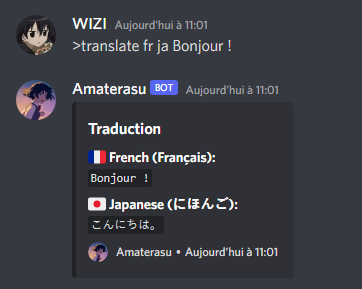 WIZI Aujourd'hui à 11:01
>translate fr ja Bonjour !
Amaterasu BOT Aujourd'hui à 11:01
Traduction
French (Français):
Bonjour !
Japanese (にほんご):
こんにちは。
Amaterasu • Aujourd'hui à 11:01